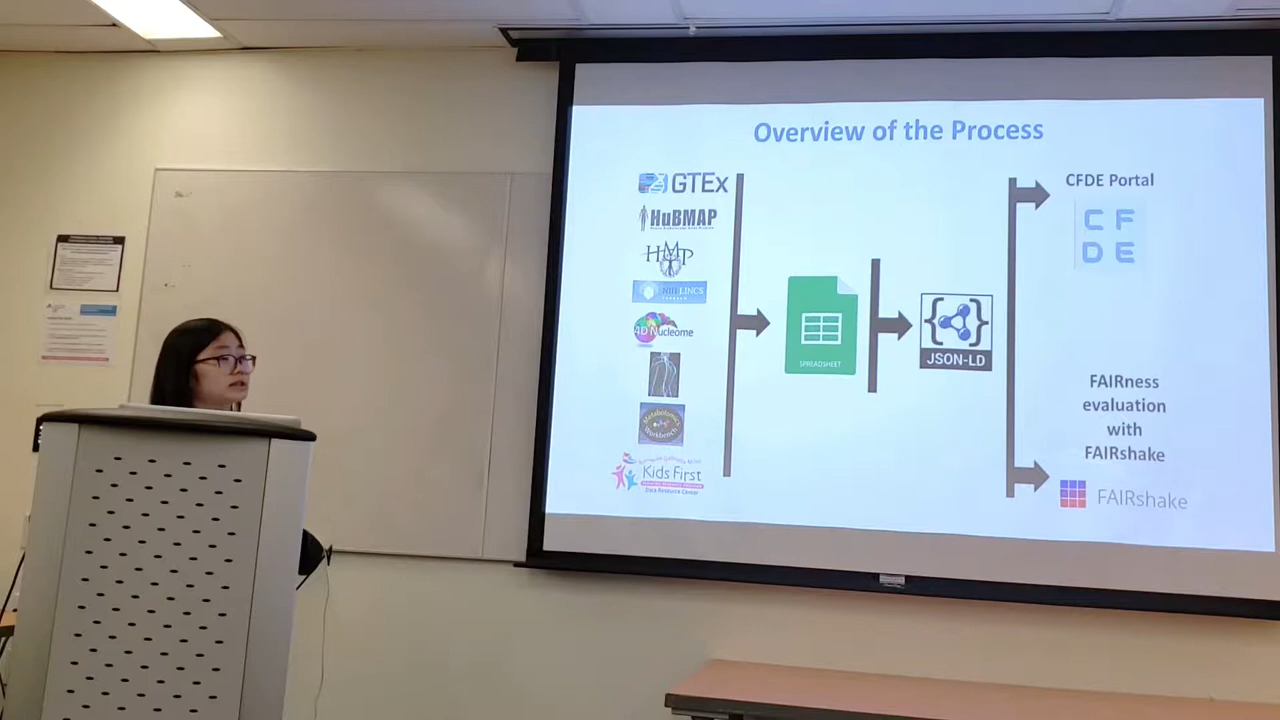 Overview of the Process
GTEx
HuBMAP
HMP
NIH LINCS
4D Nucleome
Metabolomics
Workbench
Kids First
Data Resource Center
SPREADSHEET
{ }
JSON-LD
CFDE Portal
C F
D E
FAIRness
evaluation
with
FAIRshake
FAIRshake